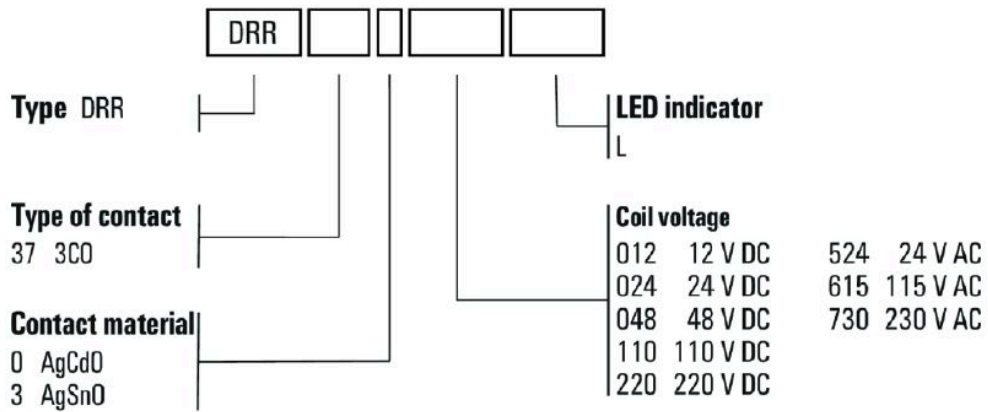 DRR
Type DRR
LED indicator
L
Type of contact
37 3CO
Contact material
0 AgCdO
3 AgSnO
Coil voltage
012 12 V DC 524 24 V AC
024 24 V DC 615 115 V AC
048 48 V DC 730 230 V AC
110 110 V DC
220 220 V DC